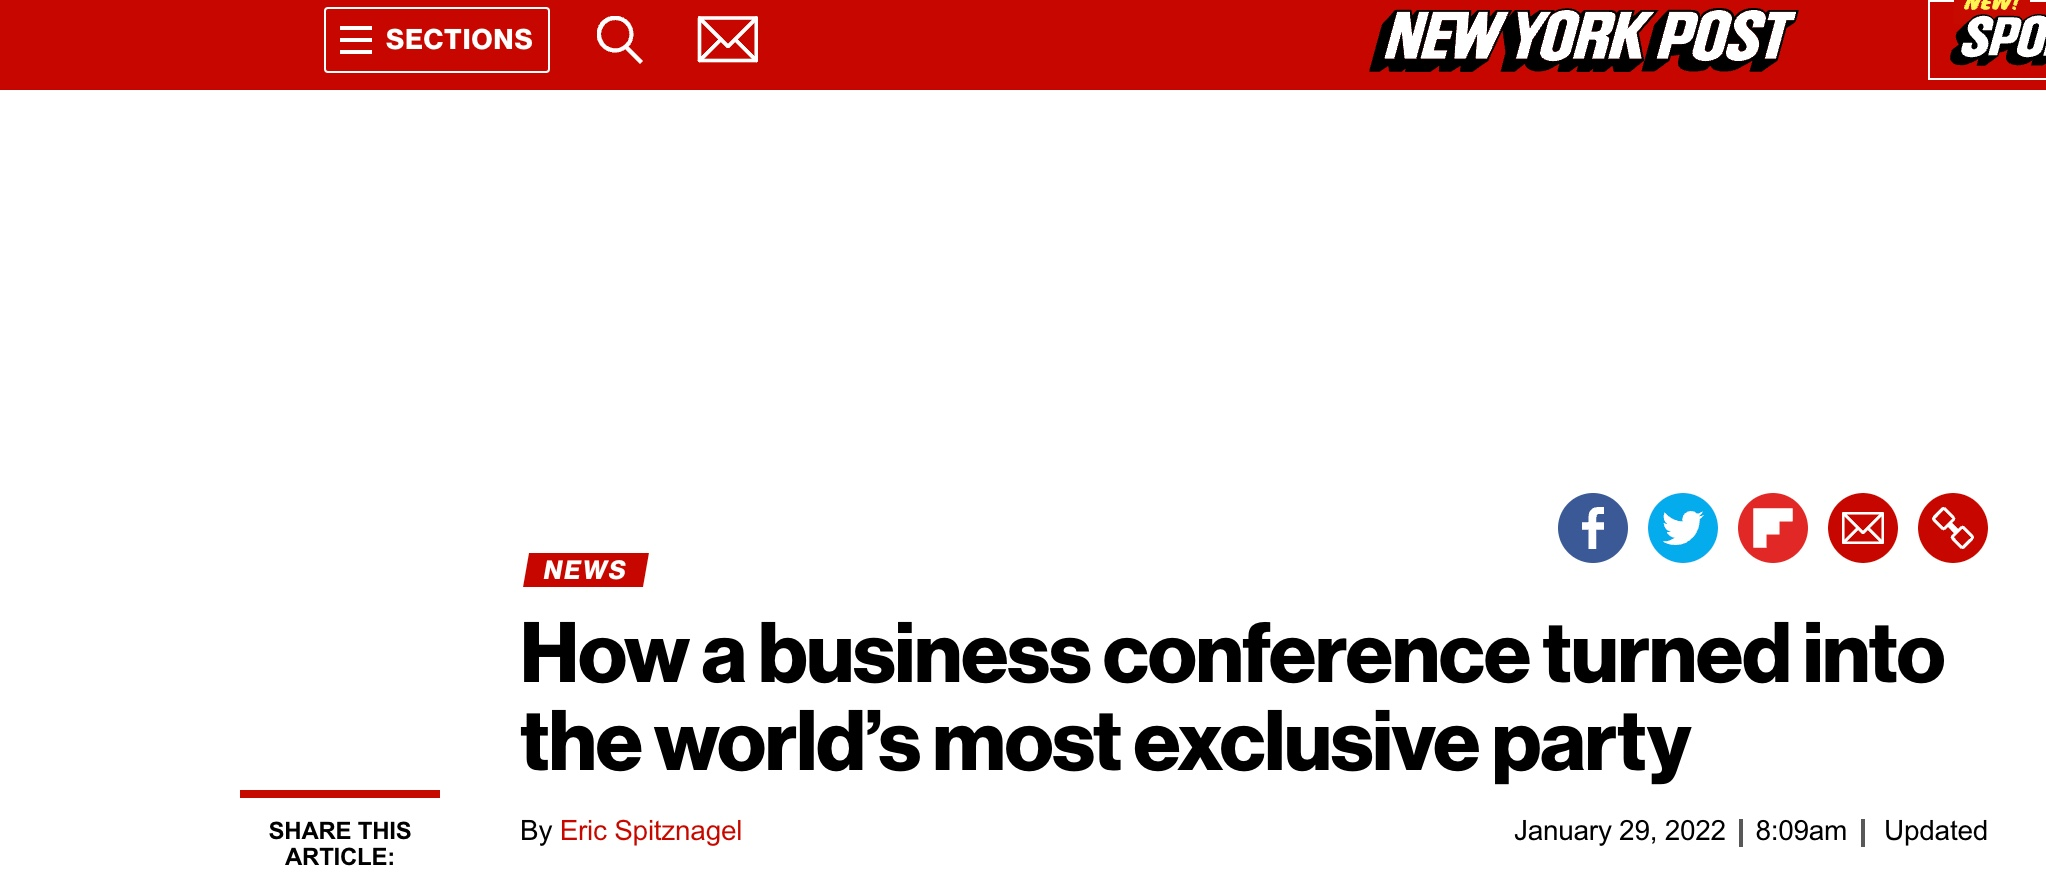 SECTIONS
NEW YORK POST
NEW!
NEWS
How a business conference turned into
the world’s most exclusive party
By Eric Spitznagel
January 29, 2022 | 8:09am | Updated
SHARE THIS
ARTICLE: